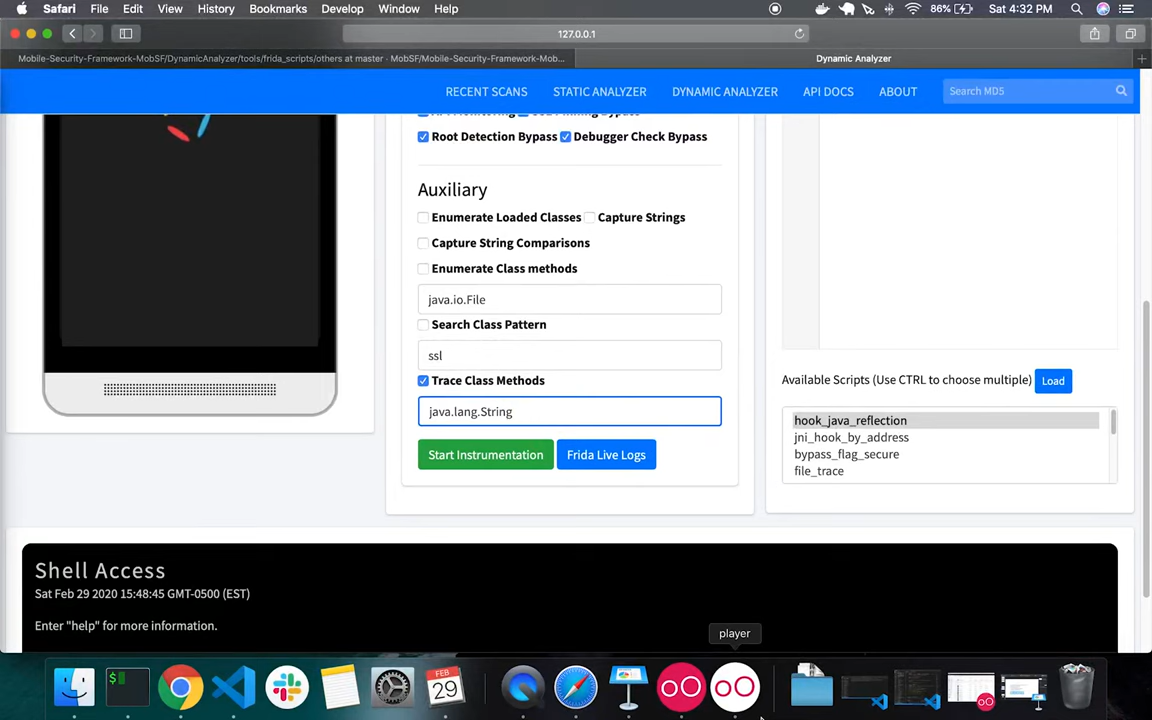 Safari File Edit View History Bookmarks Develop Window Help 86% Sat 4:32 PM
127.0.0.1
Mobile-Security-Framework-MobSF/DynamicAnalyzer/tools/frida_scripts/others at master · MobSF/Mobile-Security-Framework-Mob... Dynamic Analyzer
RECENT SCANS STATIC ANALYZER DYNAMIC ANALYZER API DOCS ABOUT Search MD5
Root Detection Bypass Debugger Check Bypass
Auxiliary
Enumerate Loaded Classes Capture Strings
Capture String Comparisons
Enumerate Class methods
java.io.File
Search Class Pattern
ssl
Trace Class Methods
java.lang.String
Start Instrumentation Frida Live Logs
Available Scripts (Use CTRL to choose multiple) Load
hook_java_reflection
jni_hook_by_address
bypass_flag_secure
file_trace
Shell Access
Sat Feb 29 2020 15:48:45 GMT-0500 (EST)
Enter "help" for more information.
player
$
FEB
29